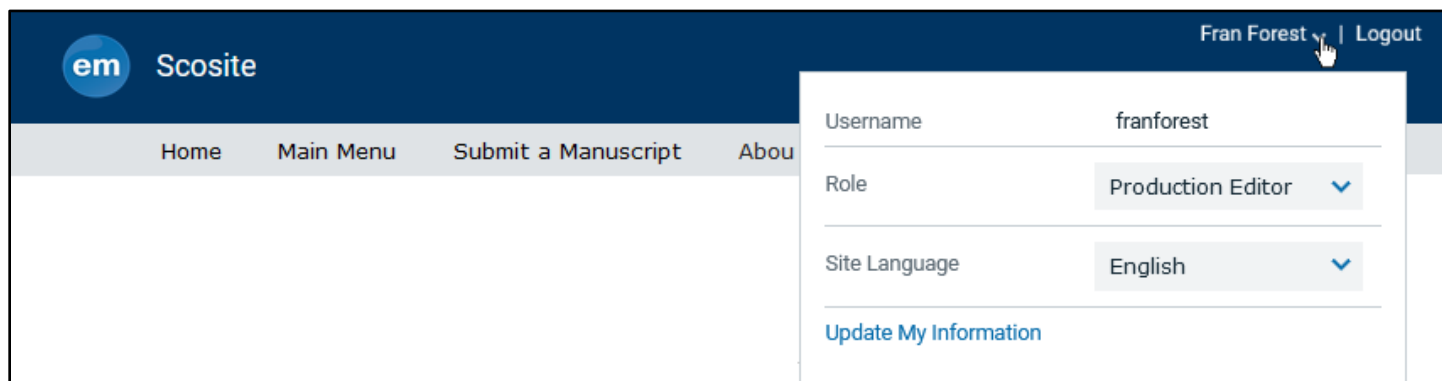 Fran Forest | Logout
em Scosite
Home Main Menu Submit a Manuscript Abou
Username franforest
Role Production Editor
Site Language English
Update My Information